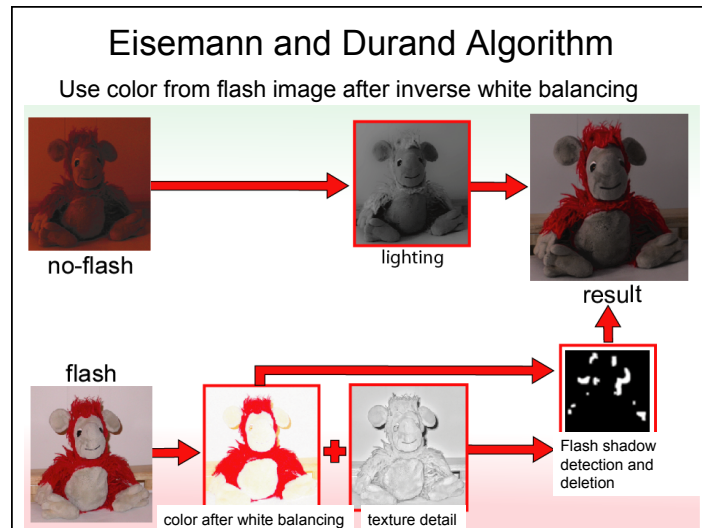 Eisemann and Durand Algorithm
Use color from flash image after inverse white balancing
no-flash
lighting
result
flash
Flash shadow
detection and
deletion
color after white balancing
texture detail